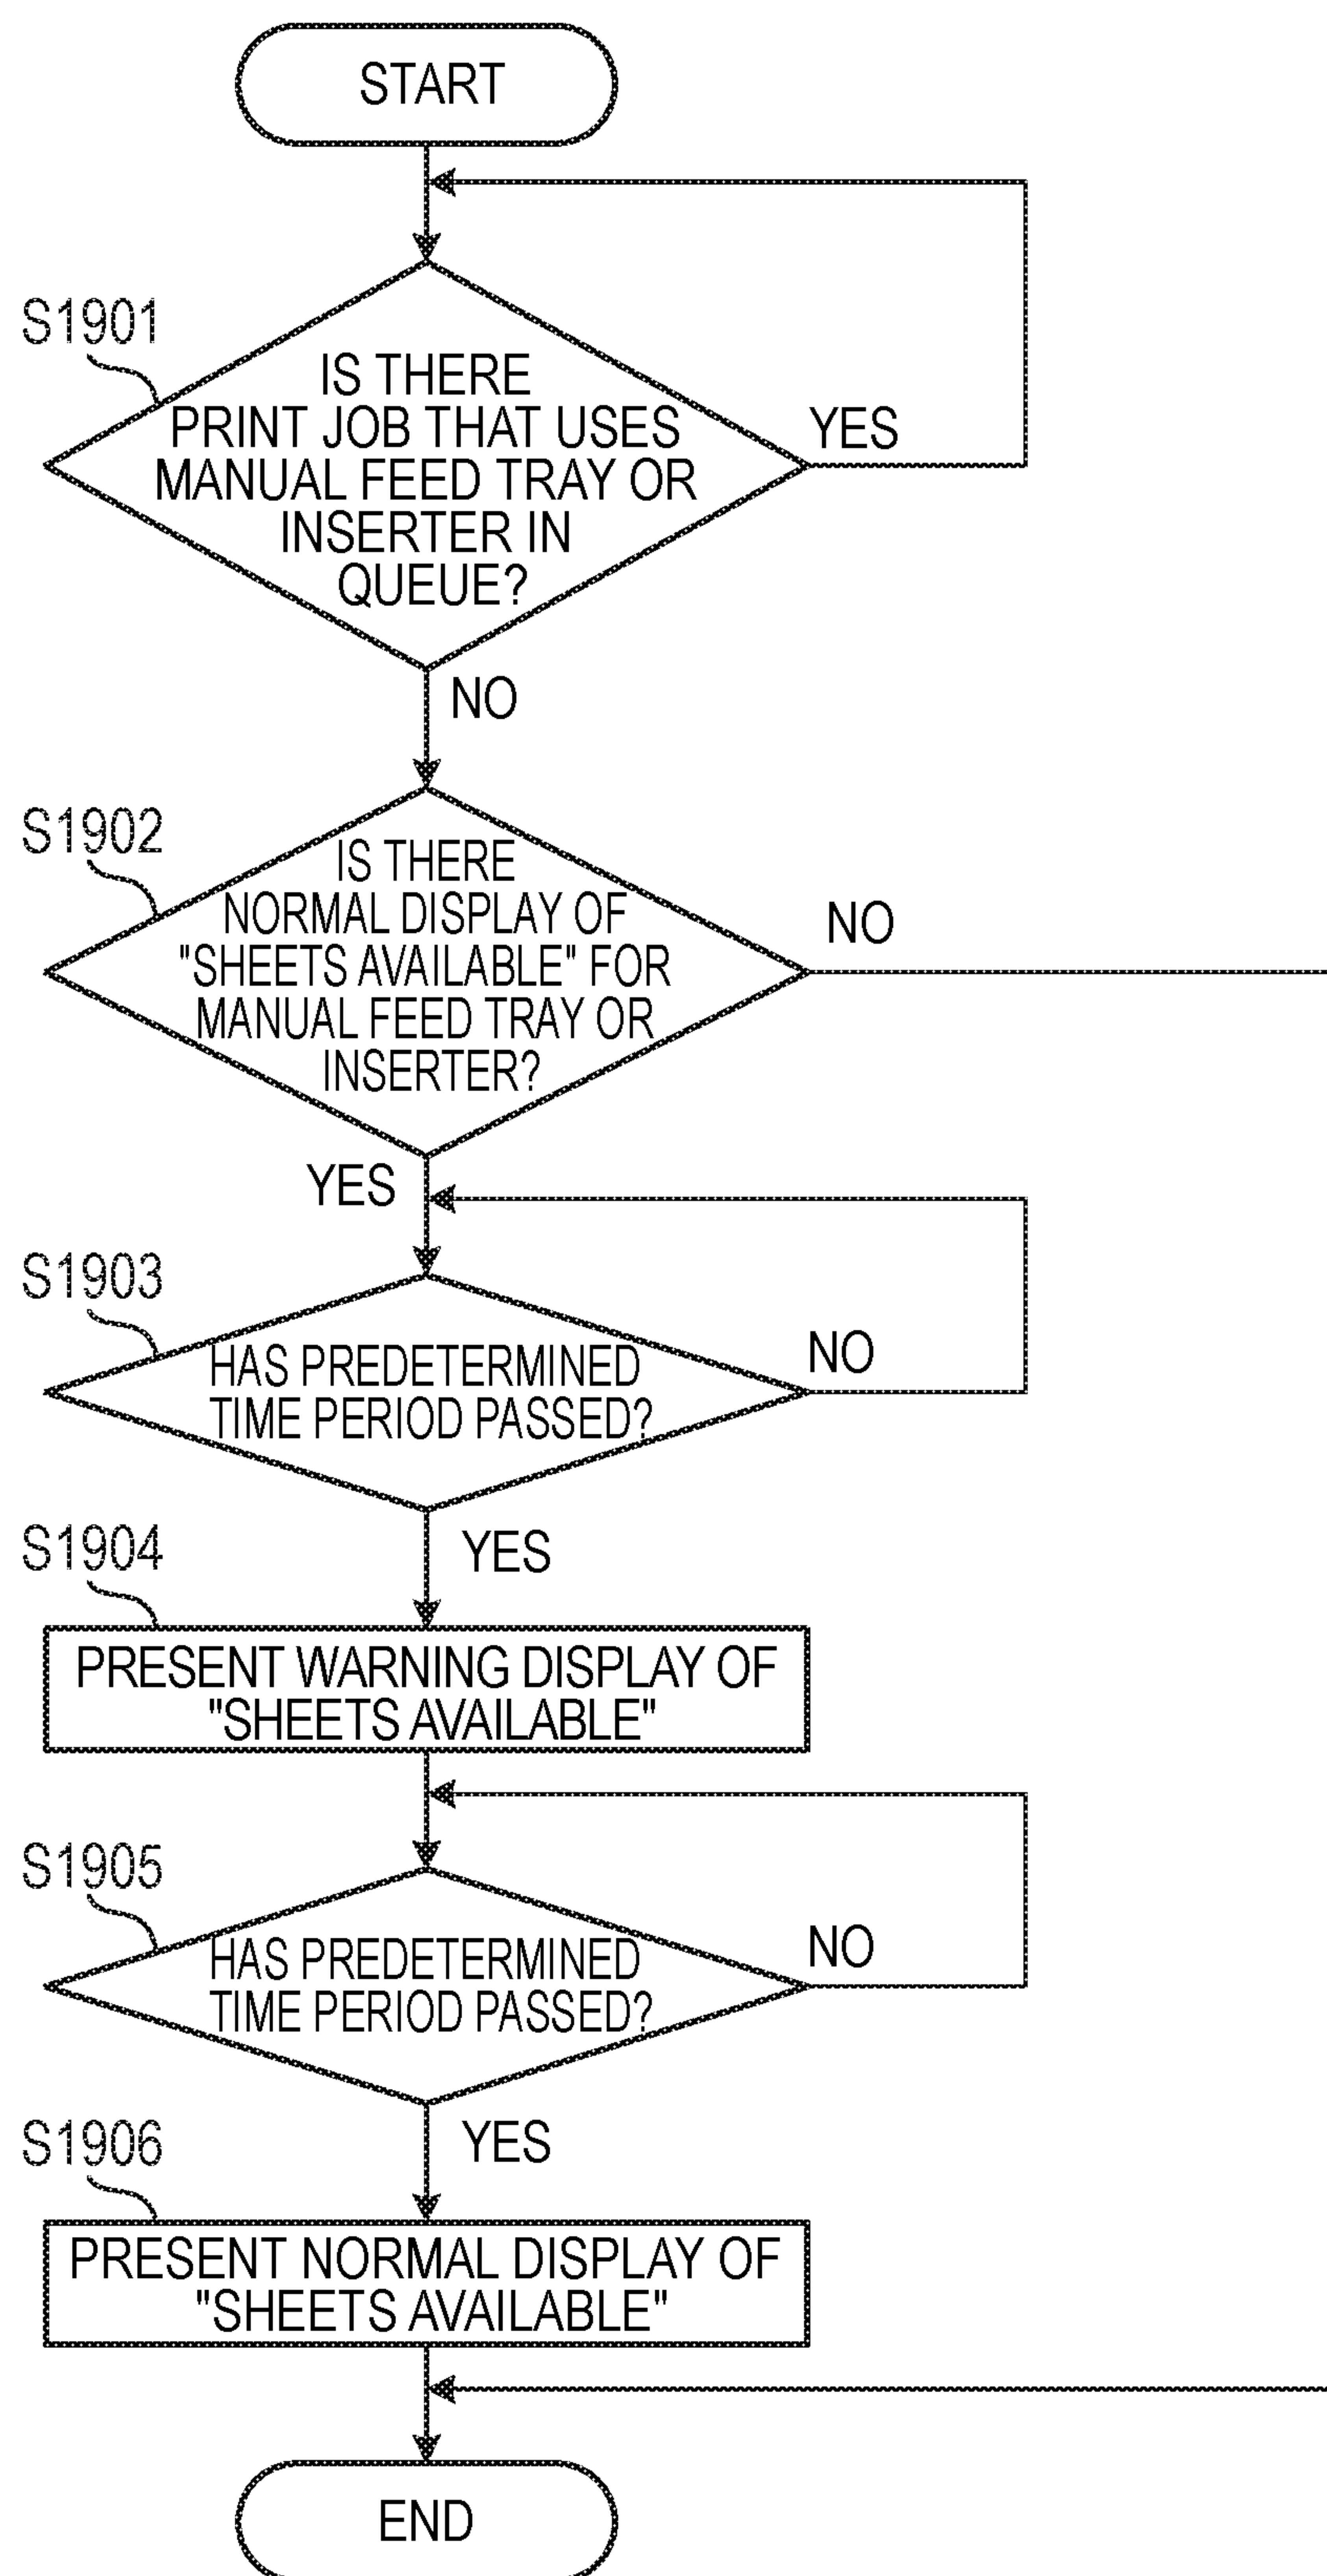 START
S1901
IS THERE
PRINT JOB THAT USES
MANUAL FEED TRAY OR
INSERTER IN
QUEUE?
YES
NO
S1902
IS THERE
NORMAL DISPLAY OF
"SHEETS AVAILABLE" FOR
MANUAL FEED TRAY OR
INSERTER?
NO
YES
S1903
HAS PREDETERMINED
TIME PERIOD PASSED?
NO
YES
S1904
PRESENT WARNING DISPLAY OF
"SHEETS AVAILABLE"
S1905
HAS PREDETERMINED
TIME PERIOD PASSED?
NO
YES
S1906
PRESENT NORMAL DISPLAY OF
"SHEETS AVAILABLE"
END